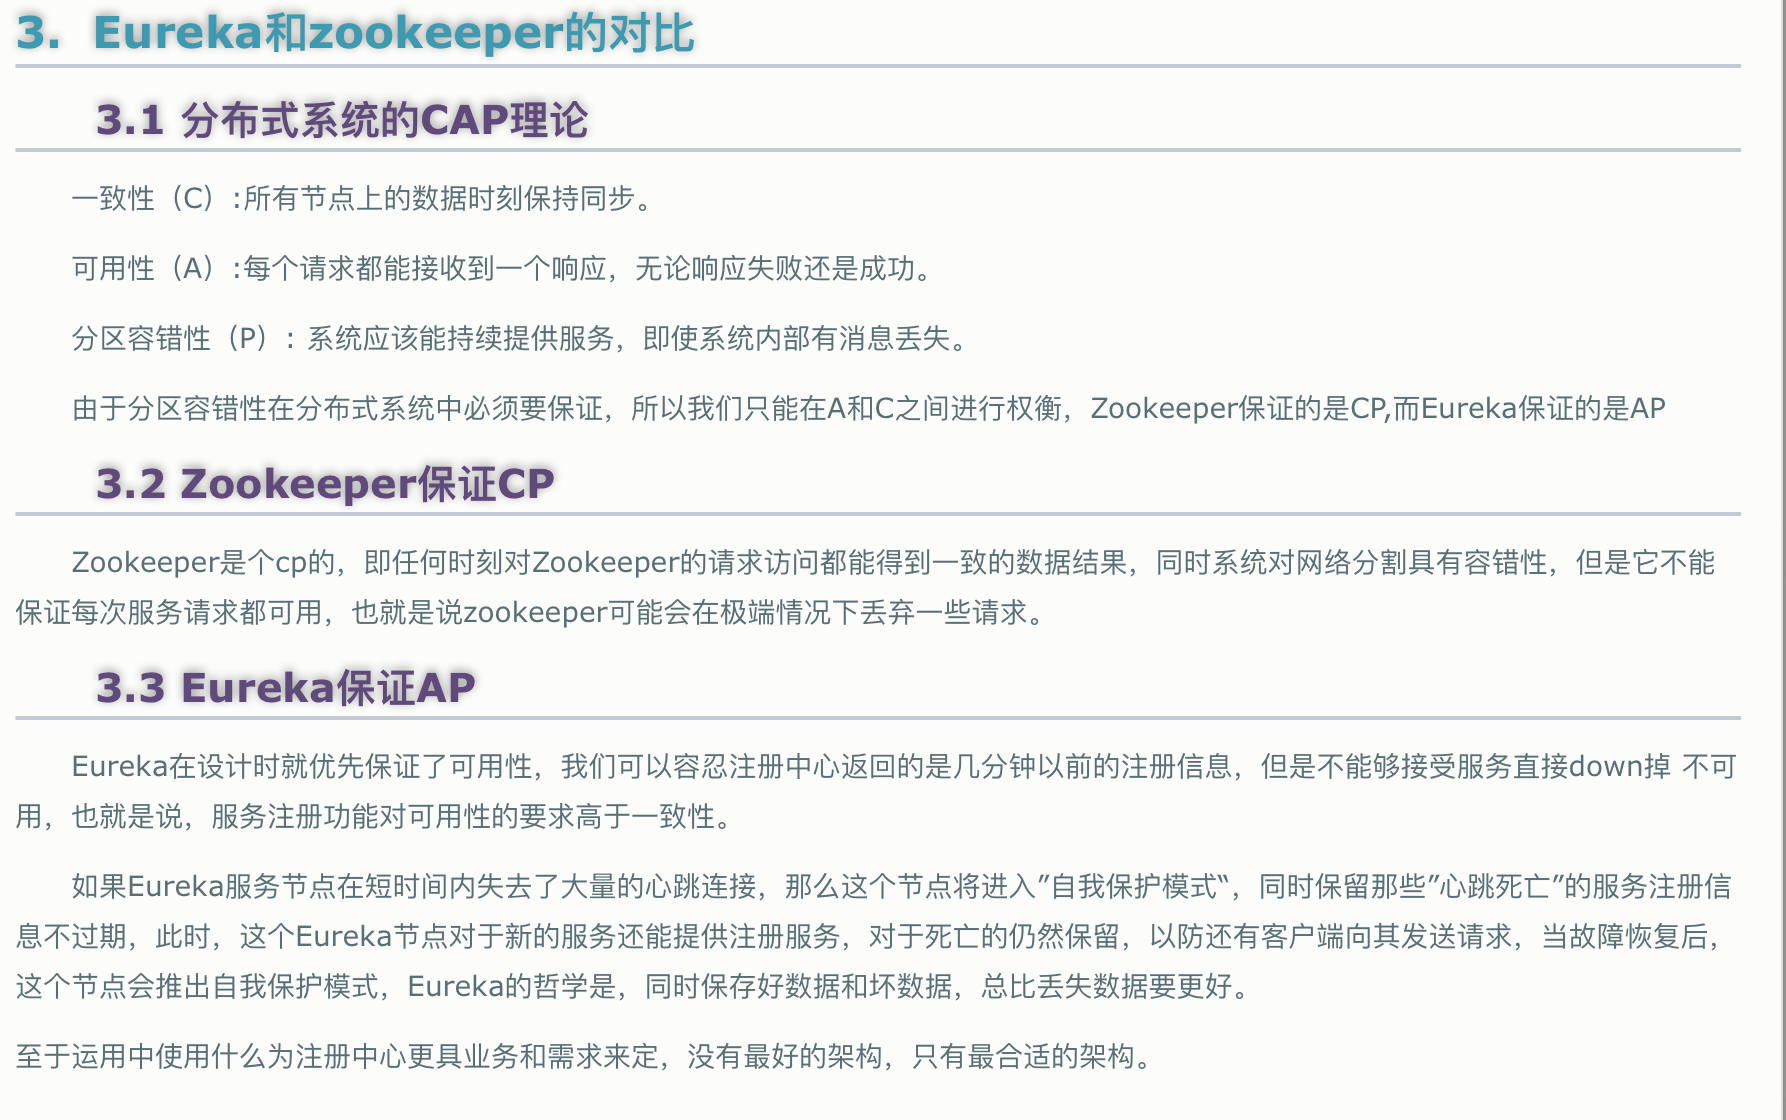 3.  Eureka和zookeeper的对比
3.1 分布式系统的CAP理论
一致性（C）:所有节点上的数据时刻保持同步。
可用性（A）:每个请求都能接收到一个响应，无论响应失败还是成功。
分区容错性（P）: 系统应该能持续提供服务，即使系统内部有消息丢失。
由于分区容错性在分布式系统中必须要保证，所以我们只能在A和C之间进行权衡，Zookeeper保证的是CP,而Eureka保证的是AP
3.2 Zookeeper保证CP
Zookeeper是个cp的，即任何时刻对Zookeeper的请求访问都能得到一致的数据结果，同时系统对网络分割具有容错性，但是它不能
保证每次服务请求都可用，也就是说zookeeper可能会在极端情况下丢弃一些请求。
3.3 Eureka保证AP
Eureka在设计时就优先保证了可用性，我们可以容忍注册中心返回的是几分钟以前的注册信息，但是不能够接受服务直接down掉 不可
用，也就是说，服务注册功能对可用性的要求高于一致性。
如果Eureka服务节点在短时间内失去了大量的心跳连接，那么这个节点将进入”自我保护模式“，同时保留那些”心跳死亡”的服务注册信
息不过期，此时，这个Eureka节点对于新的服务还能提供注册服务，对于死亡的仍然保留，以防还有客户端向其发送请求，当故障恢复后，
这个节点会推出自我保护模式，Eureka的哲学是，同时保存好数据和坏数据，总比丢失数据要更好。
至于运用中使用什么为注册中心更具业务和需求来定，没有最好的架构，只有最合适的架构。